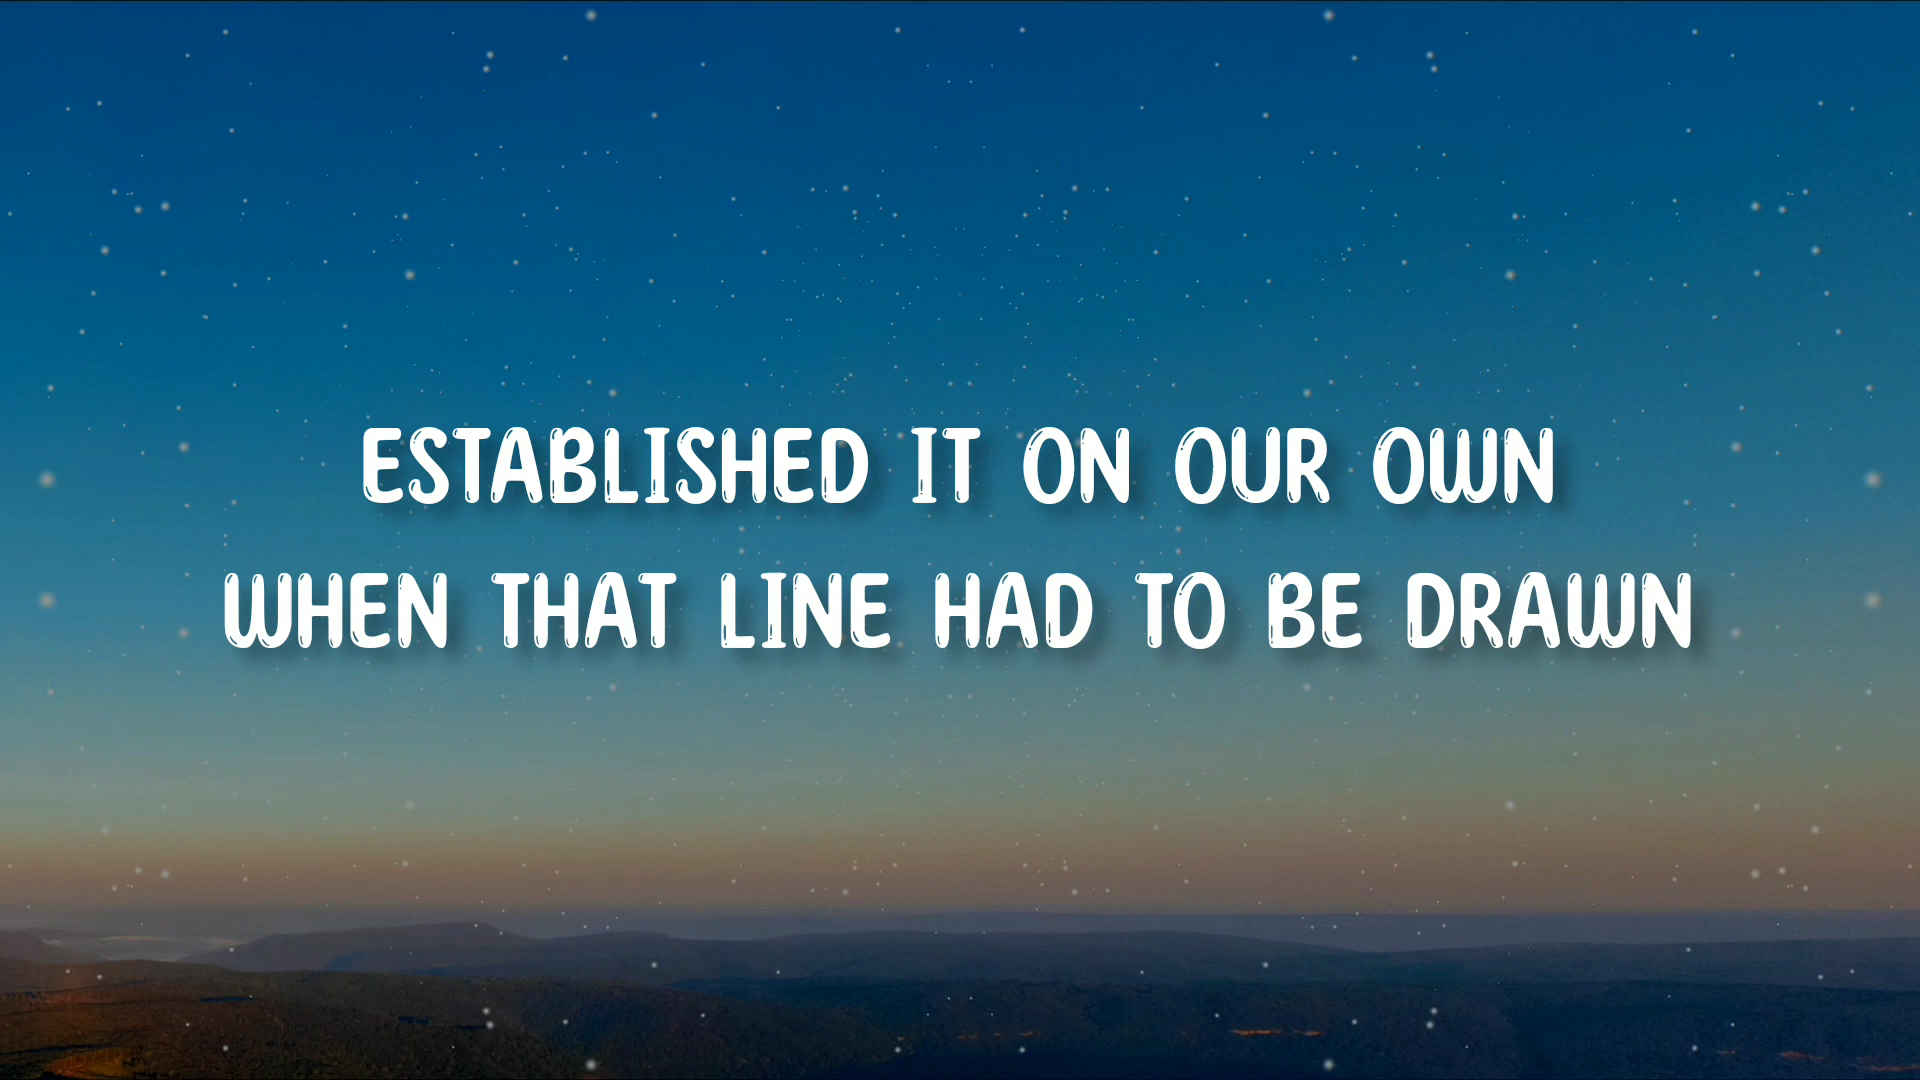 ESTABLISHED IT ON OUR OWN
WHEN THAT LINE HAD TO BE DRAWN